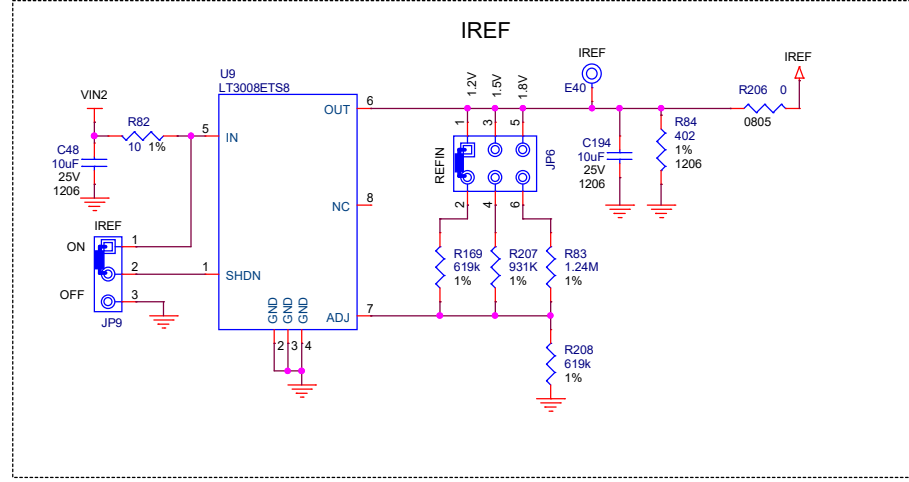 IREF
U9
LT3008ETS8
VIN2
R82
10 1%
C48
10uF
25V
1206
5
IN
OUT
6
NC
8
1
SHDN
ADJ
7
GND
GND
GND
2
3
4
IREF
ON
OFF
1
2
3
JP9
1.2V
1.5V
1.8V
1
3
5
REFIN
JP6
2
4
6
R169
619k
1%
R207
931K
1%
R83
1.24M
1%
R208
619k
1%
IREF
E40
C194
10uF
25V
1206
R84
402
1%
1206
R206 0
0805
IREF